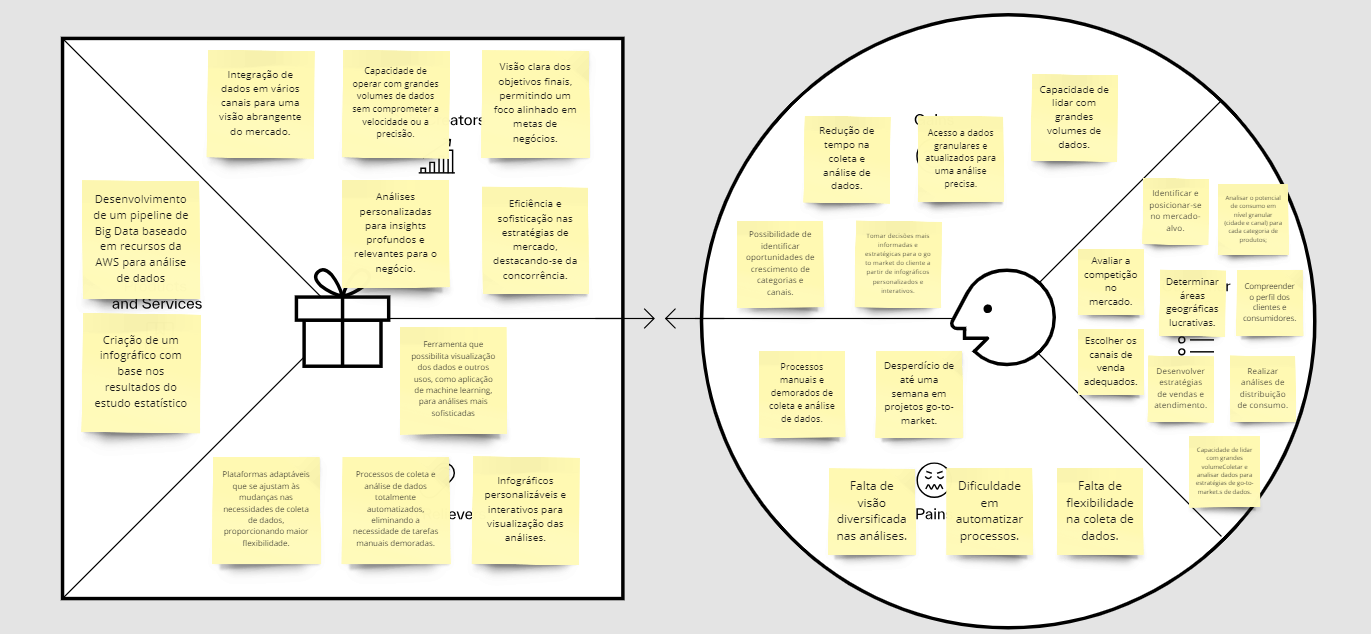 Integração de
dados em vários
canais para uma
visão abrangente
do mercado.
Capacidade de
operar com grandes
volumes de dados
sem comprometer a
velocidade ou a
precisão.
Visão clara dos
objetivos finais,
permitindo um
foco alinhado em
metas de
negócios.
ators
Análises
personalizadas
para insights
profundos e
relevantes para o
negócio.
Eficiência e
sofisticação nas
estratégias de
mercado,
destacando-se da
concorrência.
Desenvolvimento
de um pipeline de
Big Data baseado
em recursos da
AWS para análise
de dados
and Services
Criação de um
infográfico com
base nos
resultados do
estudo estatístico
Ferramenta que
possibilita visualização
dos dados e outros
usos, como aplicação
de machine learning,
para análises mais
sofisticadas
Plataformas adaptáveis
que se ajustam às
mudanças nas
necessidades de coleta
de dados,
proporcionando maior
flexibilidade.
Processos de coleta e
análise de dados
totalmente
automatizados,
eliminando a
necessidade de tarefas
manuais demoradas.
eve
Infográficos
personalizáveis e
interativos para
visualização das
análises.
Redução de
tempo na
coleta e
análise de
dados.
Acesso a dados
granulares e
atualizados para
uma análise
precisa.
Capacidade de
lidar com
grandes
volumes de
dados.
Possibilidade de
identificar
oportunidades de
crescimento de
categorias e
canais.
Tomar decisões mais
informadas e
estratégicas para o go
to market do cliente a
partir de infográficos
personalizados e
interativos.
Identificar e
posicionar-se
no mercado-
alvo.
Analisar o potencial
de consumo em
nível granular
(cidade e canal) para
cada categoria de
produtos;
Avaliar a
competição
no
mercado.
Determinar
áreas
geográficas
lucrativas.
r
Compreender
o perfil dos
clientes e
consumidores.
Escolher os
canais de
venda
adequados.
Desenvolver
estratégias
de vendas e
atendimento.
Realizar
análises de
distribuição
de consumo.
Capacidade de lidar
com grandes
volumeColetar e
analisar dados para
estratégias de go-to-
market:s de dados.
Processos
manuais e
demorados de
coleta e análise
de dados.
Desperdício de
até uma
semana em
projetos go-to-
market.
Falta de
visão
diversificada
nas análises.
Pains
Dificuldade
em
automatizar
processos.
Falta de
flexibilidade
na coleta de
dados.